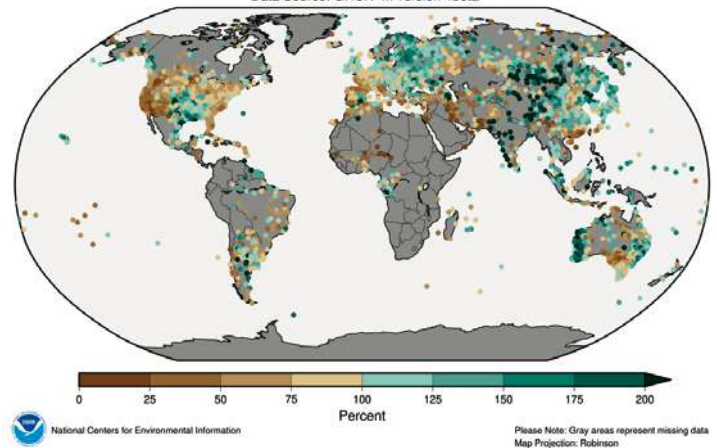 0 25 50 75 100 125 150 175 200
Percent
National Centers for Environmental Information
Please Note: Gray areas represent missing data
Map Projection: Robinson